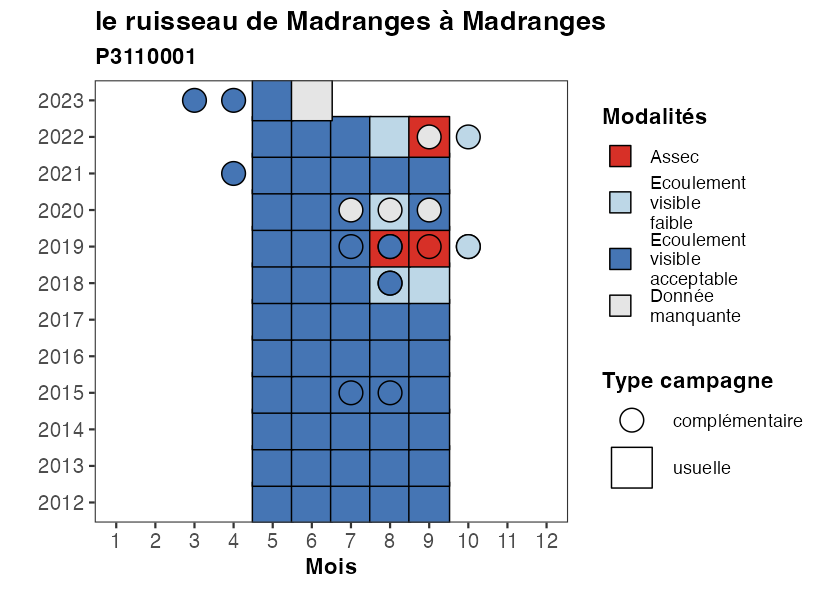 le ruisseau de Madranges à Madranges
P3110001
2023
2022
2021
2020
2019
2018
2017
2016
2015
2014
2013
2012
1 2 3 4 5 6 7 8 9 10 11 12
Mois
Modalités
Assec
Ecoulement
visible
faible
Ecoulement
visible
acceptable
Donnée
manquante
Type campagne
complémentaire
usuelle